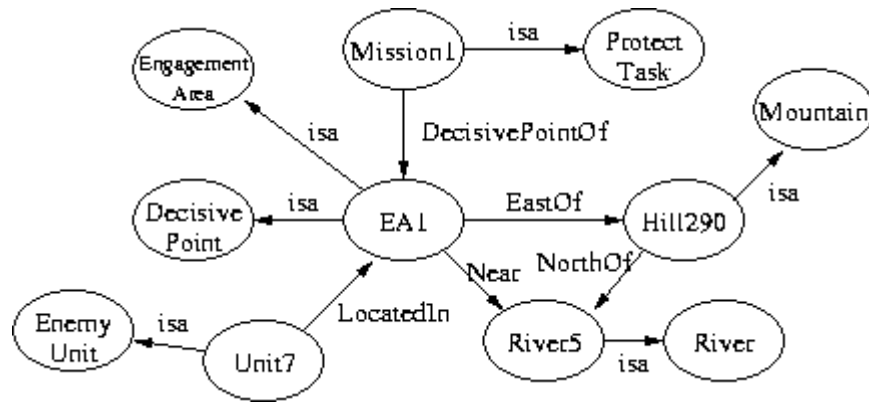 isa
Mission1
Protect
Task
Engagement
Area
Mountain
isa
DecisivePointOf
isa
isa
EastOf
Decisive
Point
EA1
Hill290
Near
NorthOf
LocatedIn
Enemy
Unit
isa
Unit7
River5
isa
River